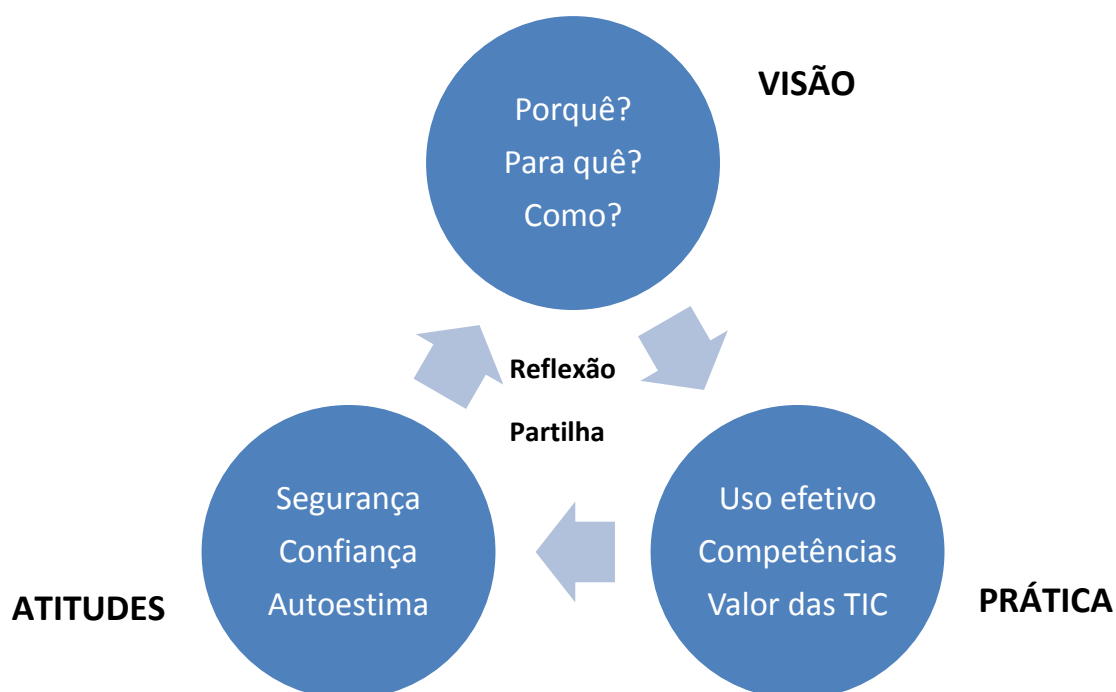 VISÃO
Porquê?
Para quê?
Como?
Reflexão
Partilha
Segurança
Confiança
Autoestima
ATITUDES
Uso efetivo
Competências
Valor das TIC
PRÁTICA